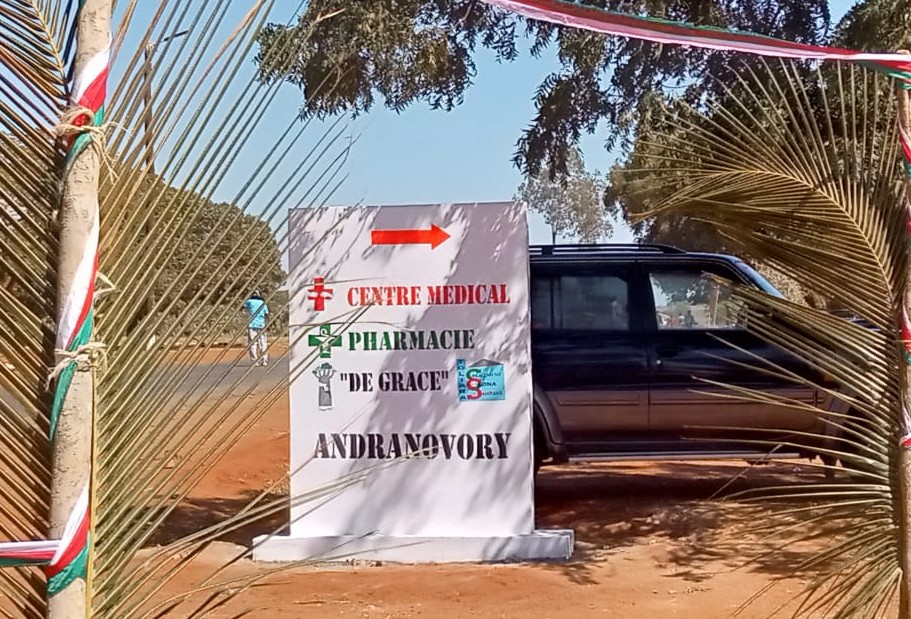 CENTRE MEDICAL
PHARMACIE
"DE GRACE"
ANDRANOVORY